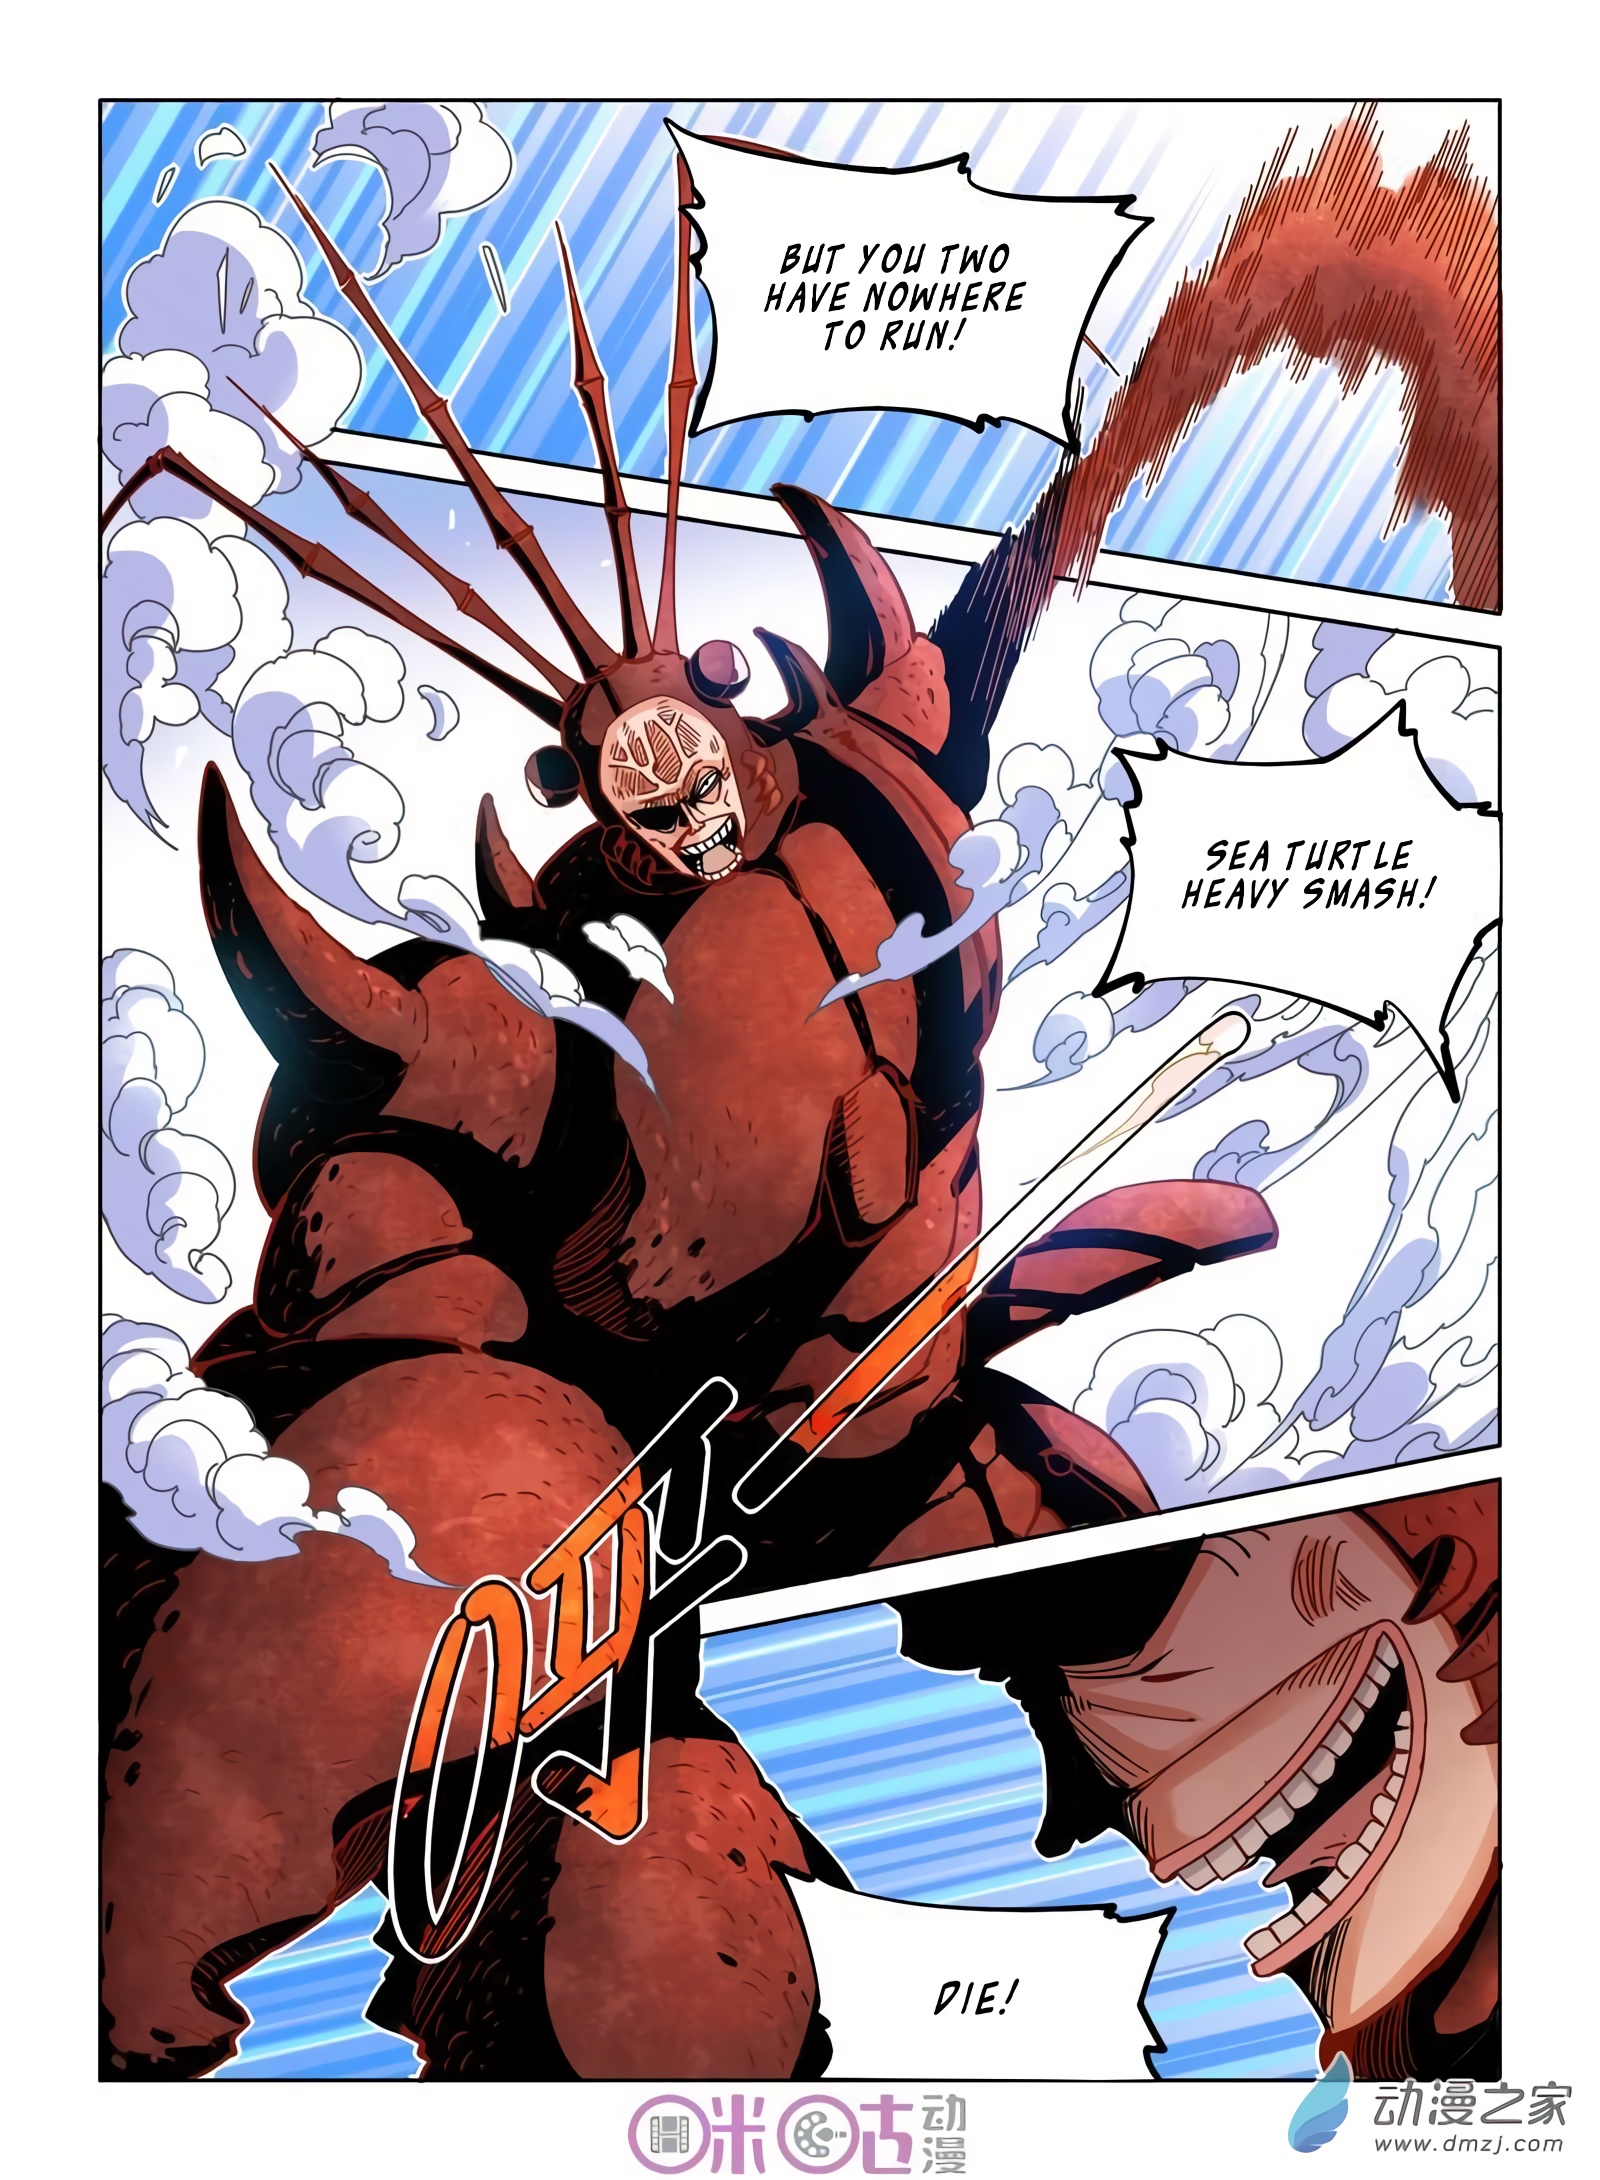 BUT YOU TWO
HAVE NOWHERE
TO RUN!
SEA TURTLE
HEAVY SMASH!
DIE!
咪咕
动漫
动漫之家
www.dmzj.com